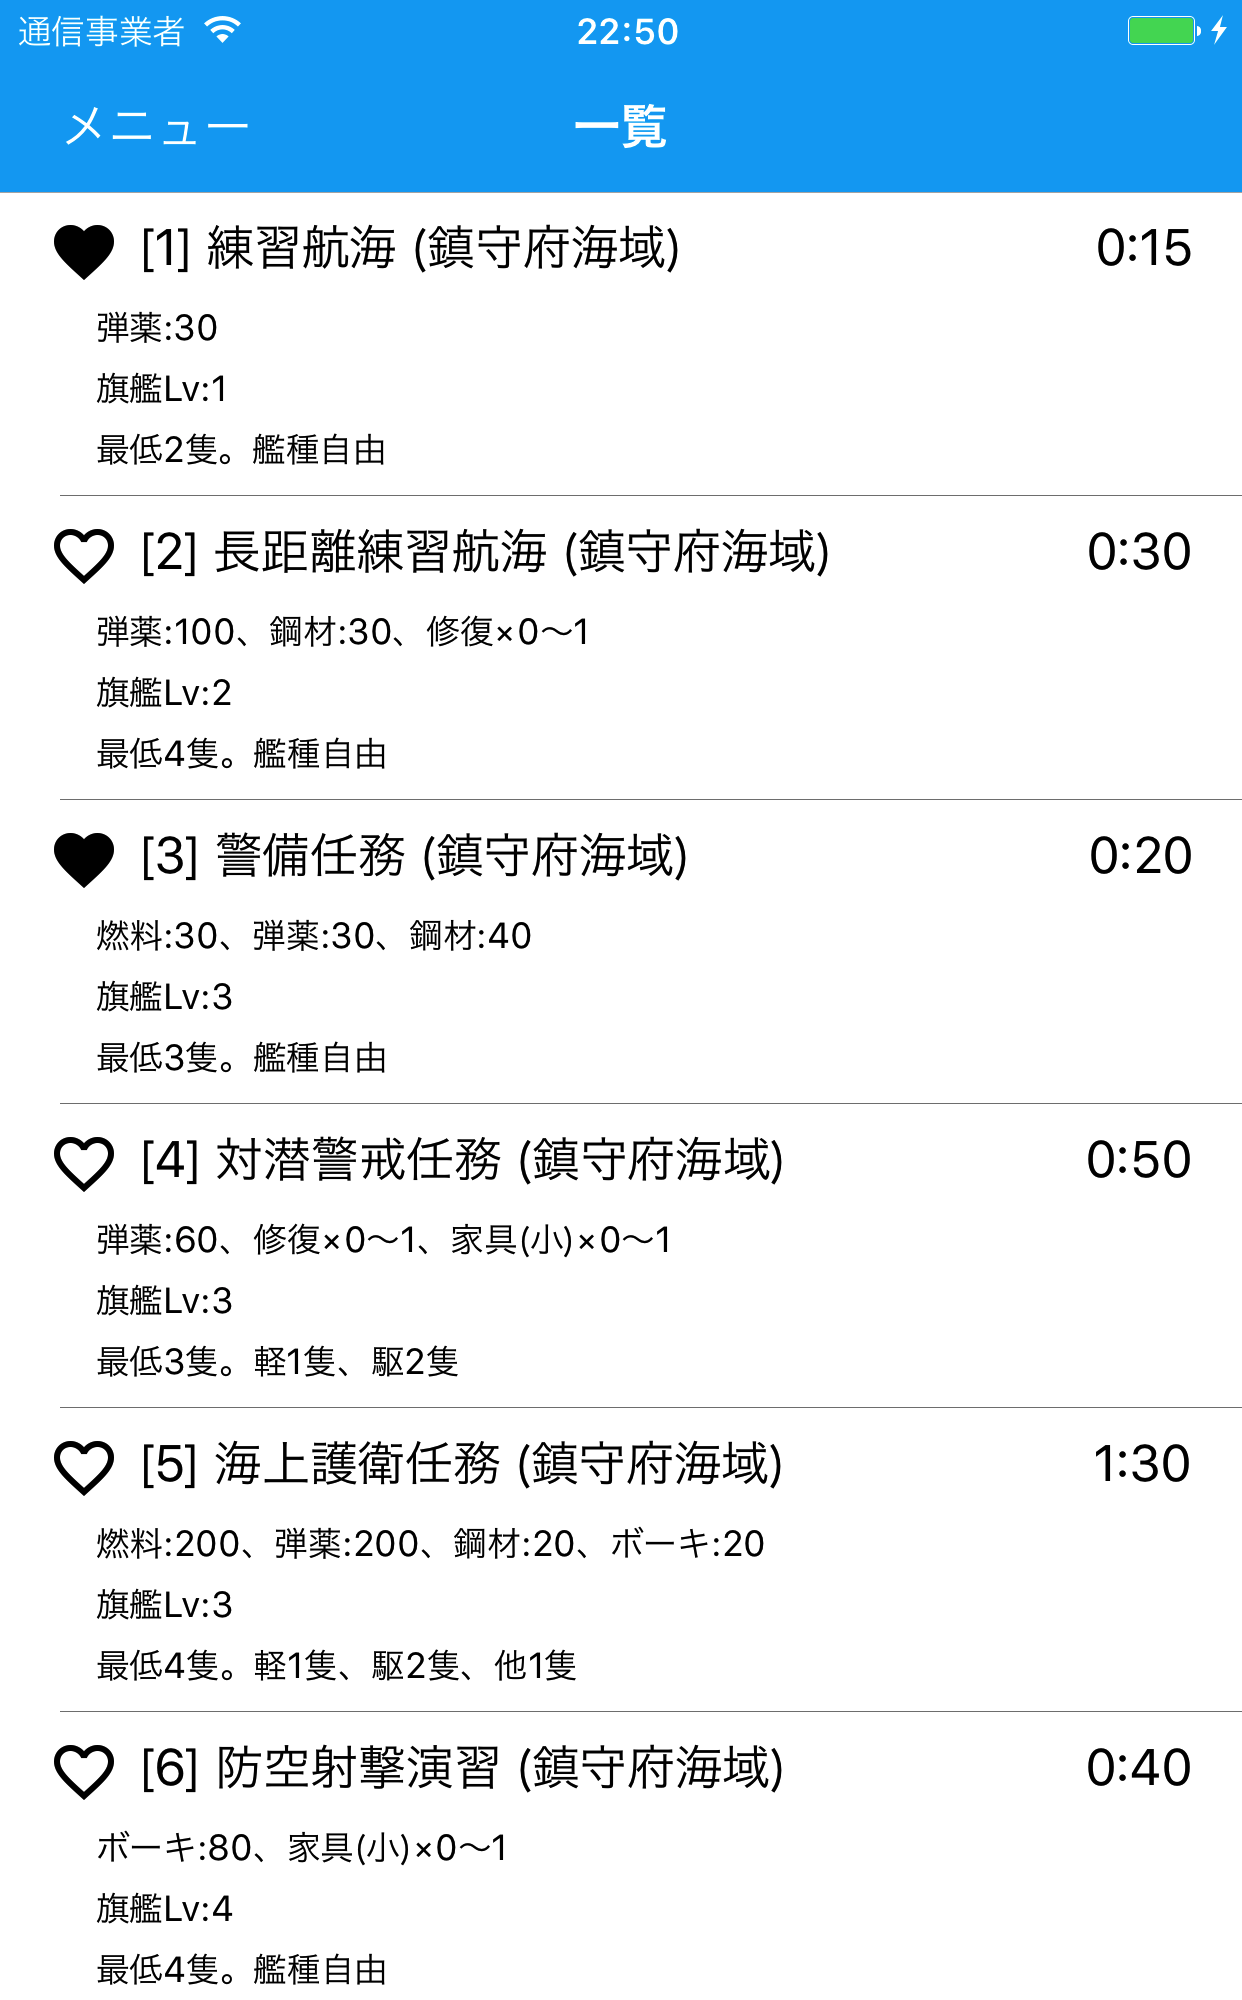 通信事業者 22:50
メニュー 一覧
[1] 練習航海 (鎮守府海域) 0:15
弾薬:30
旗艦Lv:1
最低2隻。艦種自由
[2] 長距離練習航海 (鎮守府海域) 0:30
弾薬:100、鋼材:30、修復×0〜1
旗艦Lv:2
最低4隻。艦種自由
[3] 警備任務 (鎮守府海域) 0:20
燃料:30、弾薬:30、鋼材:40
旗艦Lv:3
最低3隻。艦種自由
[4] 対潜警戒任務 (鎮守府海域) 0:50
弾薬:60、修復×0〜1、家具(小)×0〜1
旗艦Lv:3
最低3隻。軽1隻、駆2隻
[5] 海上護衛任務 (鎮守府海域) 1:30
燃料:200、弾薬:200、鋼材:20、ボーキ:20
旗艦Lv:3
最低4隻。軽1隻、駆2隻、他1隻
[6] 防空射撃演習 (鎮守府海域) 0:40
ボーキ:80、家具(小)×0〜1
旗艦Lv:4
最低4隻。艦種自由